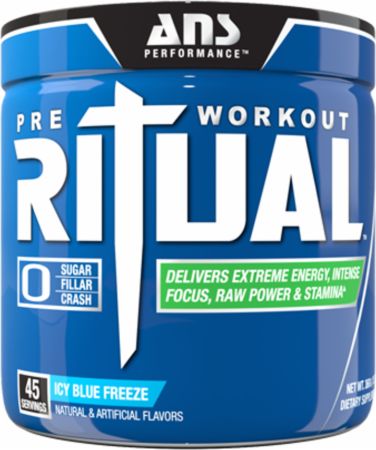 ANS
PERFORMANCE™
PRE WORKOUT
RITUAL™
0 SUGAR
FILLAR
CRASH
DELIVERS EXTREME ENERGY, INTENSE
FOCUS, RAW POWER & STAMINA^
45
SERVINGS
ICY BLUE FREEZE
NATURAL & ARTIFICIAL FLAVORS
NET WT.
DIETARY